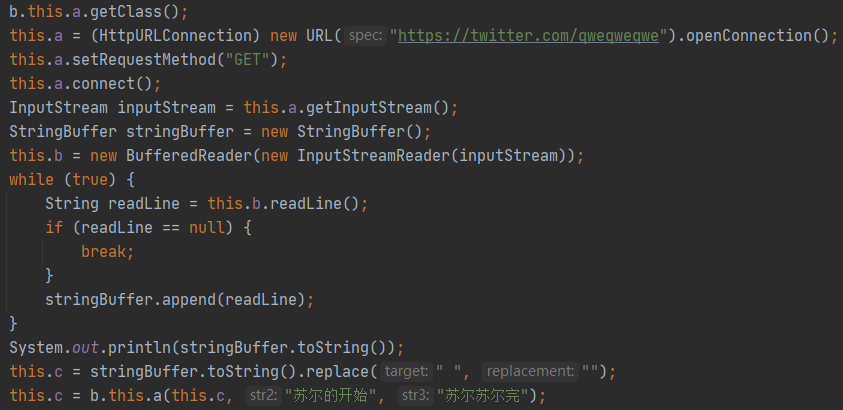 b.this.a.getClass();
this.a = (HttpURLConnection) new URL( spec: "https://twitter.com/qweqweqwe").openConnection();
this.a.setRequestMethod("GET");
this.a.connect();
InputStream inputStream = this.a.getInputStream();
StringBuffer stringBuffer = new StringBuffer();
this.b = new BufferedReader(new InputStreamReader(inputStream));
while (true) {
    String readLine = this.b.readLine();
    if (readLine == null) {
        break;
    }
    stringBuffer.append(readLine);
}
System.out.println(stringBuffer.toString());
this.c = stringBuffer.toString().replace( target: " ", replacement: "");
this.c = b.this.a(this.c, str2: "苏尔的开始", str3: "苏尔苏尔完");